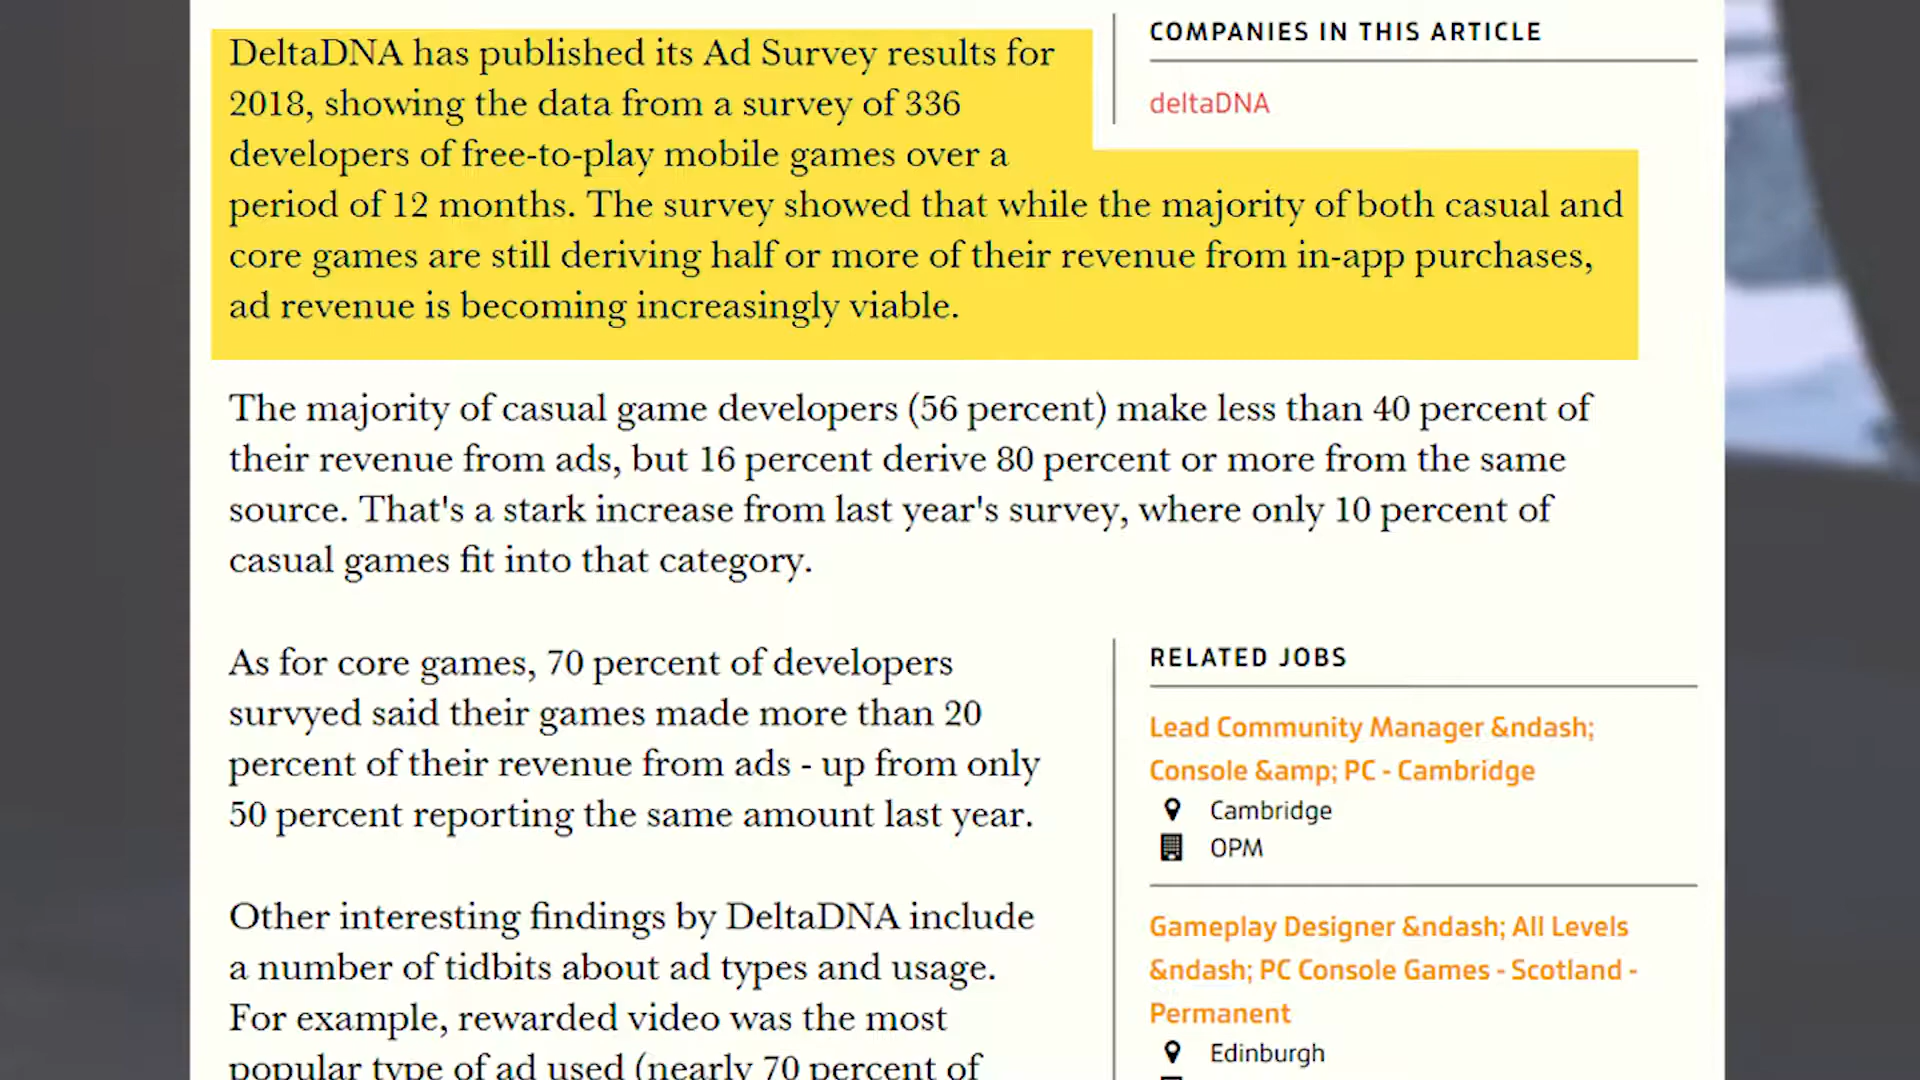 DeltaDNA has published its Ad Survey results for
2018, showing the data from a survey of 336
developers of free-to-play mobile games over a
period of 12 months. The survey showed that while the majority of both casual and
core games are still deriving half or more of their revenue from in-app purchases,
ad revenue is becoming increasingly viable.
COMPANIES IN THIS ARTICLE
deltaDNA
The majority of casual game developers (56 percent) make less than 40 percent of
their revenue from ads, but 16 percent derive 80 percent or more from the same
source. That's a stark increase from last year's survey, where only 10 percent of
casual games fit into that category.
As for core games, 70 percent of developers
survyed said their games made more than 20
percent of their revenue from ads - up from only
50 percent reporting the same amount last year.
Other interesting findings by DeltaDNA include
a number of tidbits about ad types and usage.
For example, rewarded video was the most
popular type of ad used (nearly 70 percent of
RELATED JOBS
Lead Community Manager &ndash;
Console &amp; PC - Cambridge
Cambridge
OPM
Gameplay Designer &ndash; All Levels
&ndash; PC Console Games - Scotland -
Permanent
Edinburgh